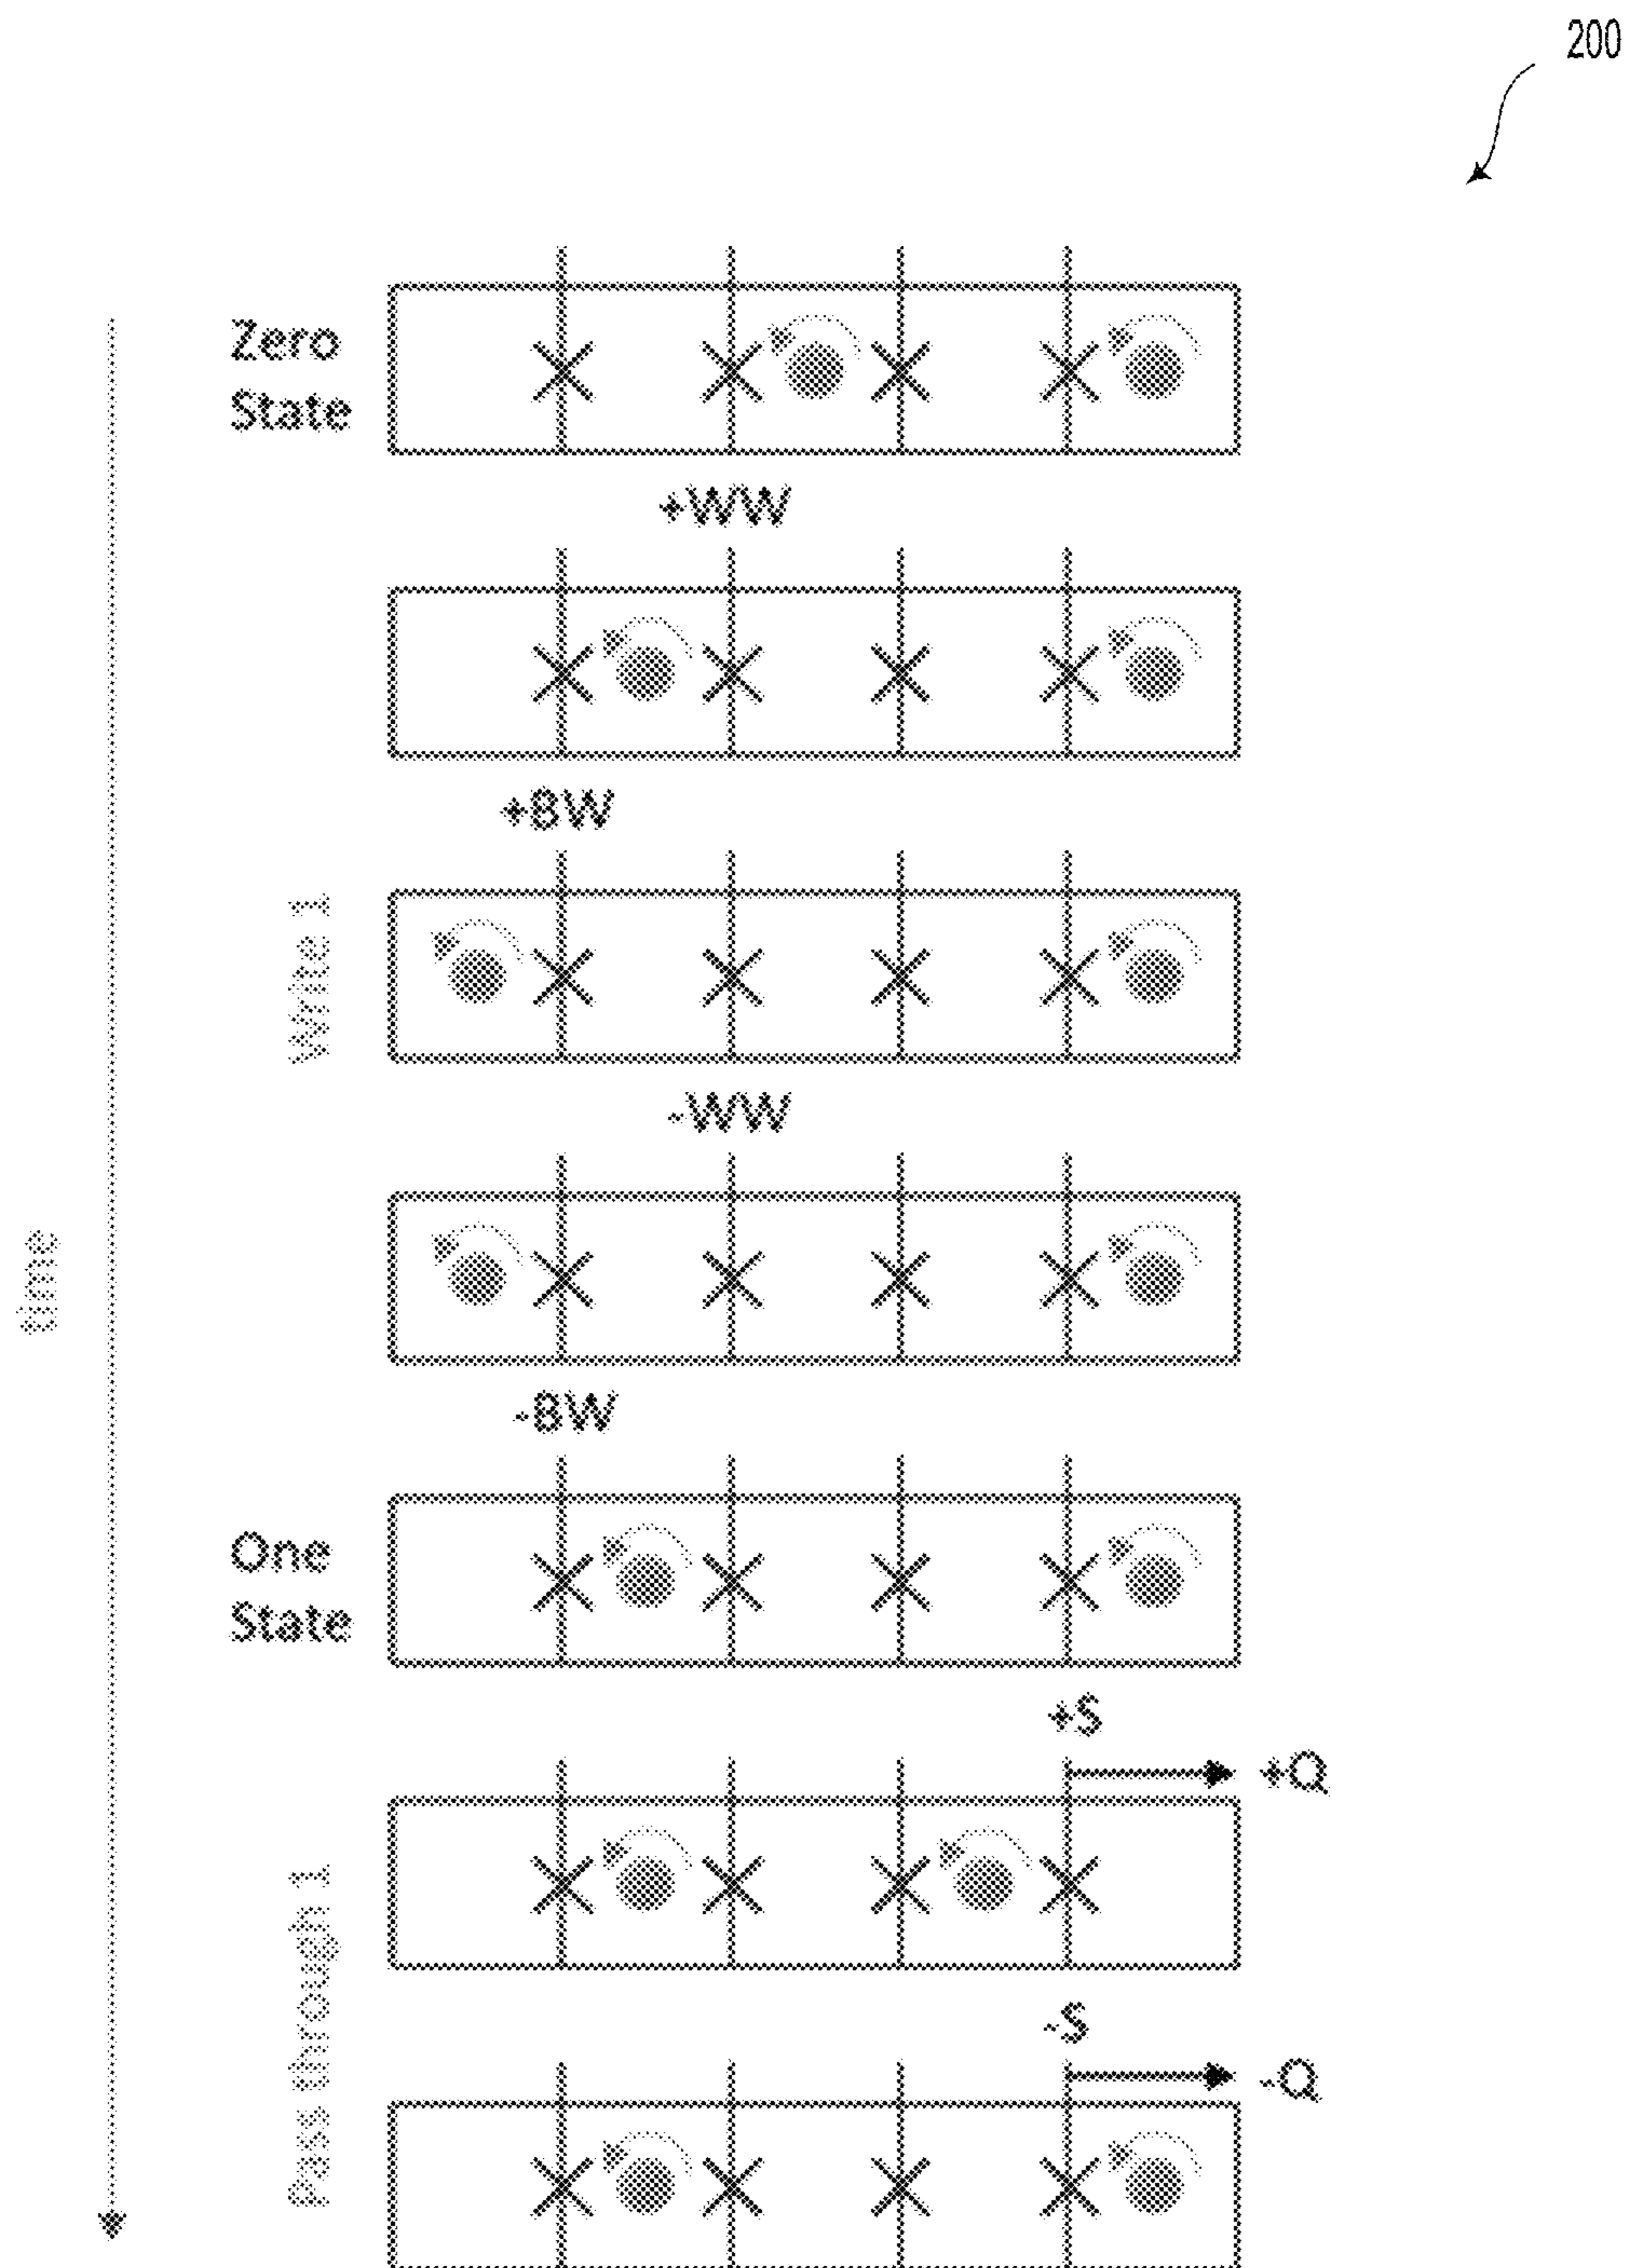 200
Zero
State
+WW
+BW
Write 1
-WW
time
-BW
One
State
+S
+Q
Pass through 1
-S
-Q